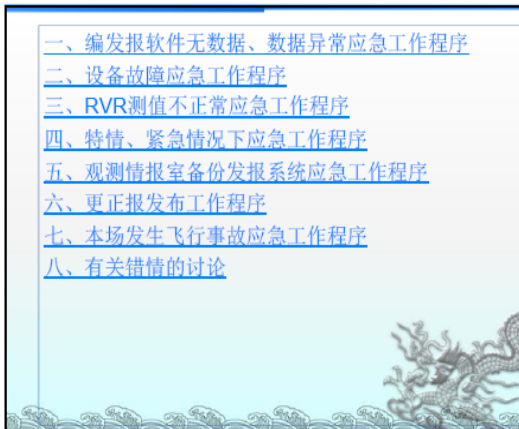 一、编发报软件无数据、数据异常应急工作程序
二、设备故障应急工作程序
三、RVR测值不正常应急工作程序
四、特情、紧急情况下应急工作程序
五、观测情报室备份发报系统应急工作程序
六、更正报发布工作程序
七、本场发生飞行事故应急工作程序
八、有关错情的讨论